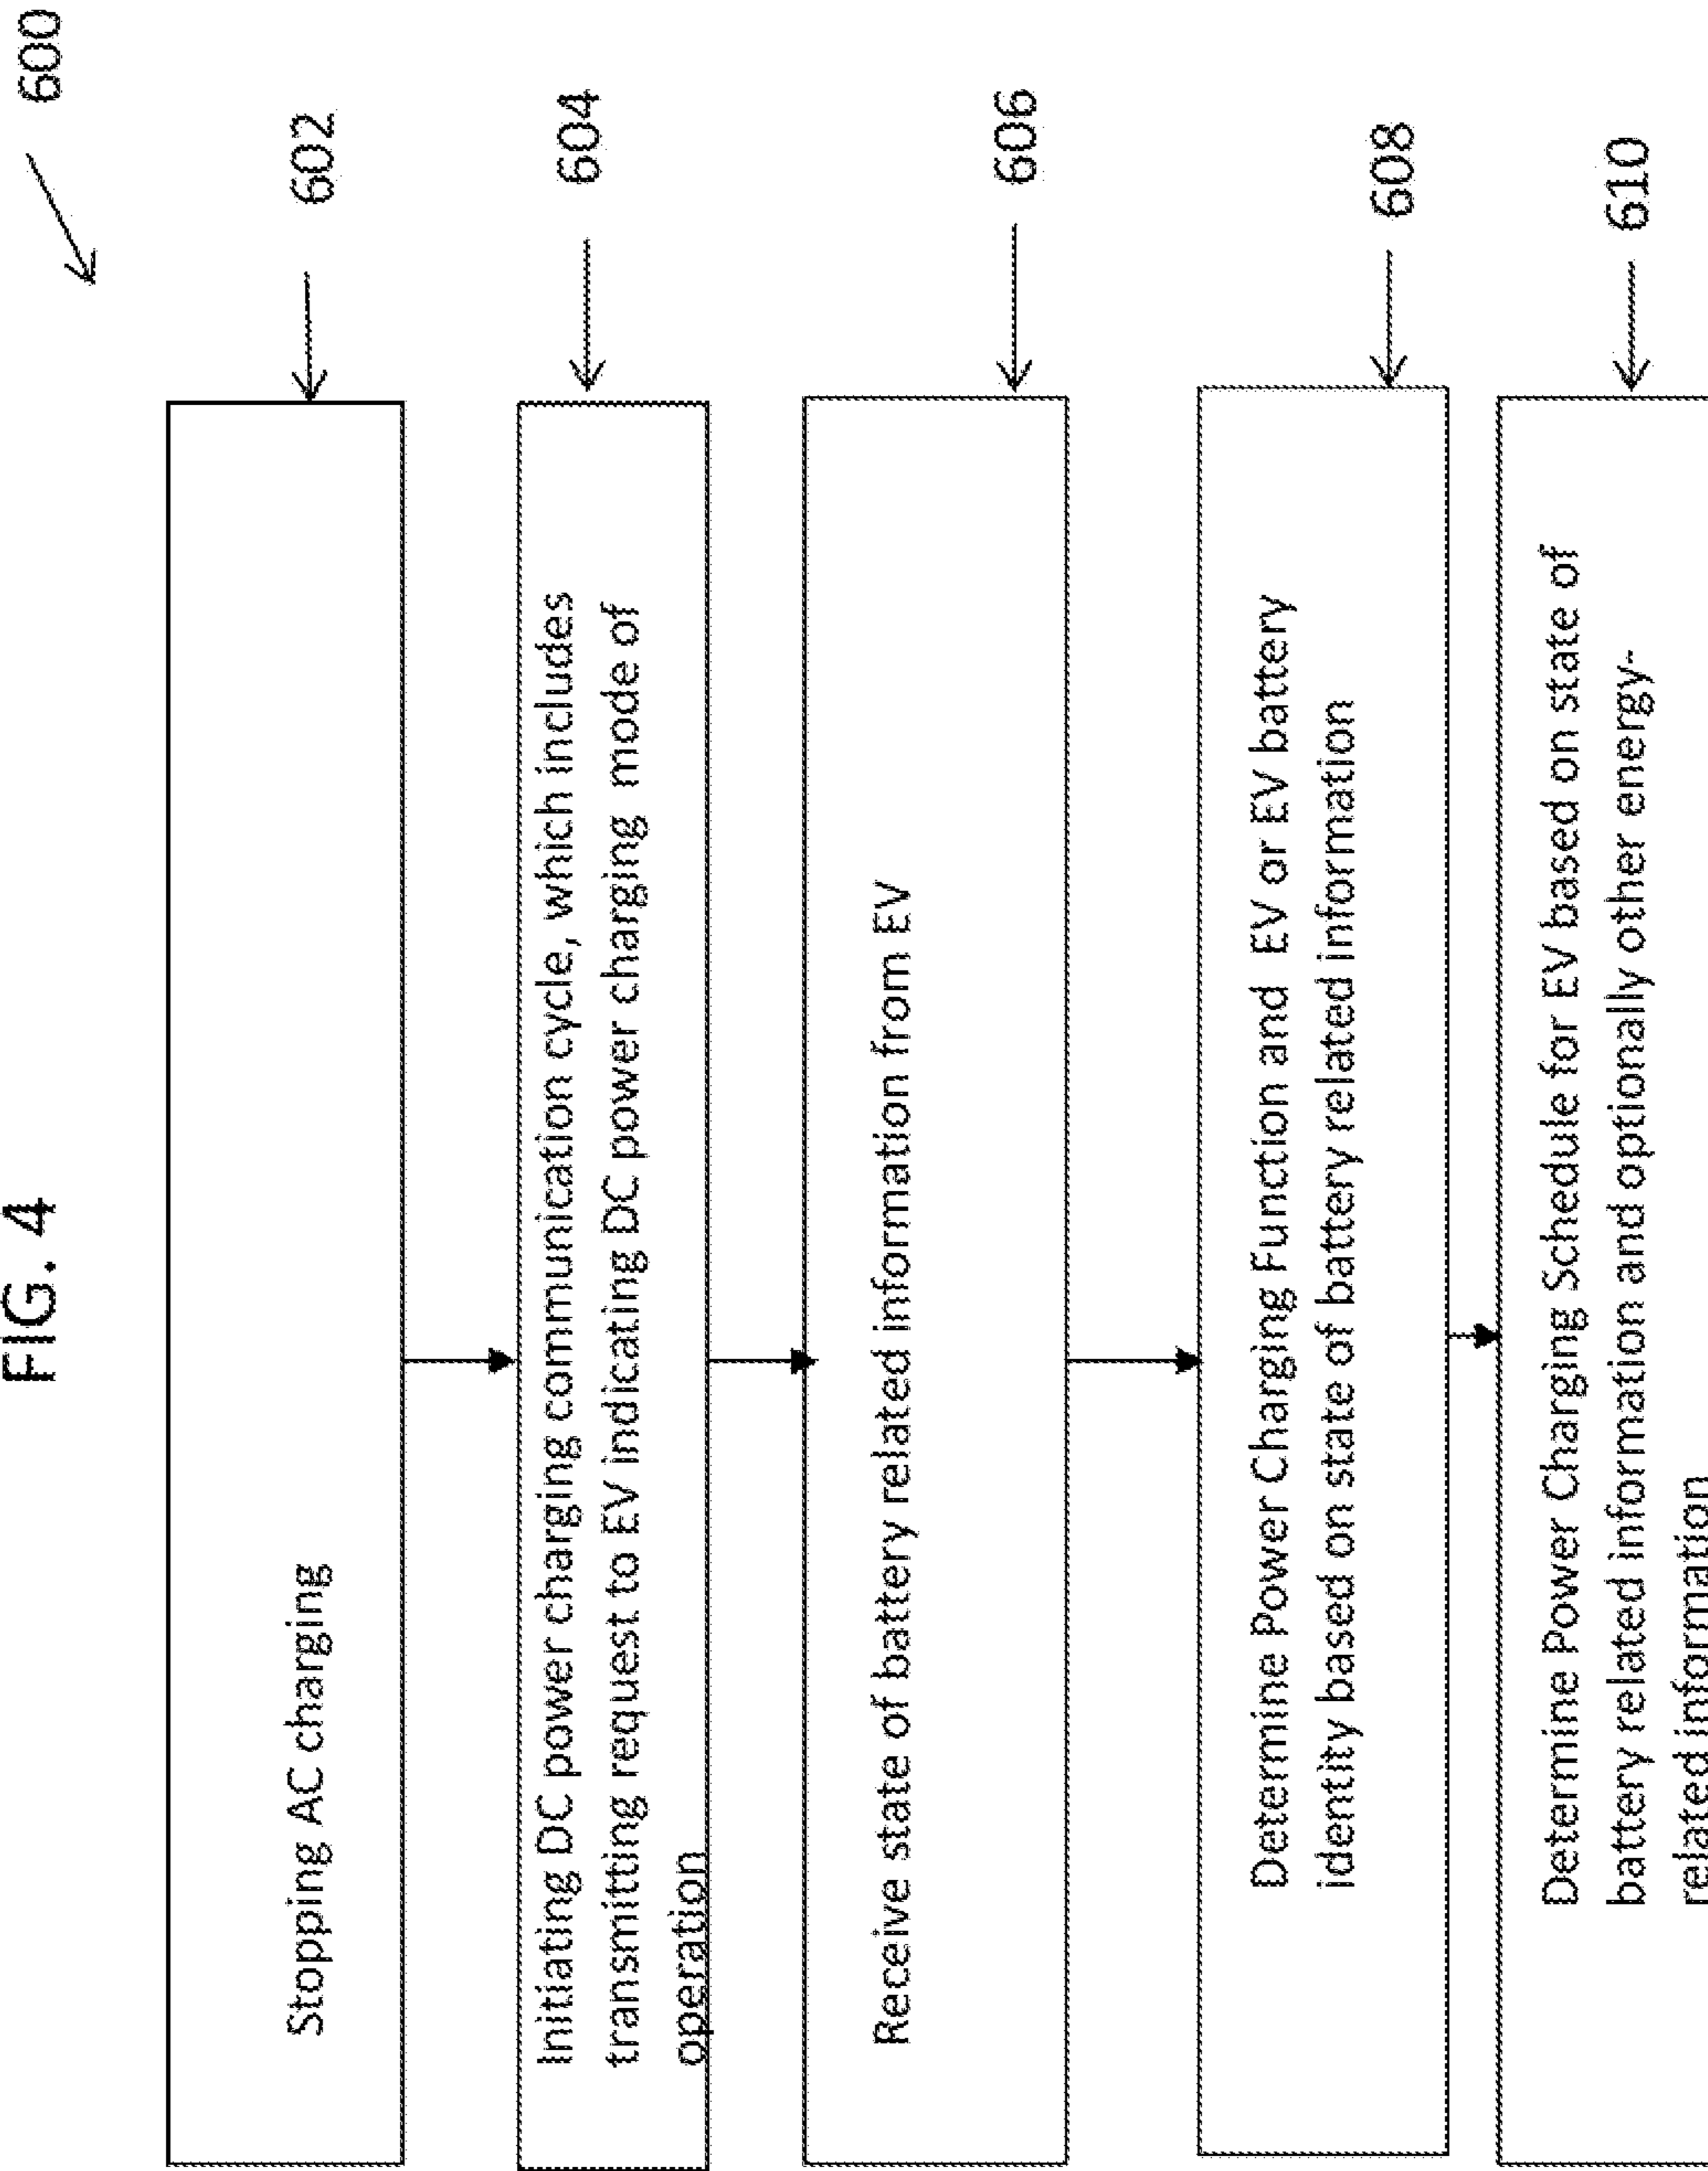 FIG. 4
600
Stopping AC charging
602
Initiating DC power charging communication cycle, which includes
transmitting request to EV indicating DC power charging mode of
operation
604
Receive state of battery related information from EV
606
Determine Power Charging Function and EV or EV battery
identity based on state of battery related information
608
Determine Power Charging Schedule for EV based on state of
battery related information and optionally other energy-
related information
610